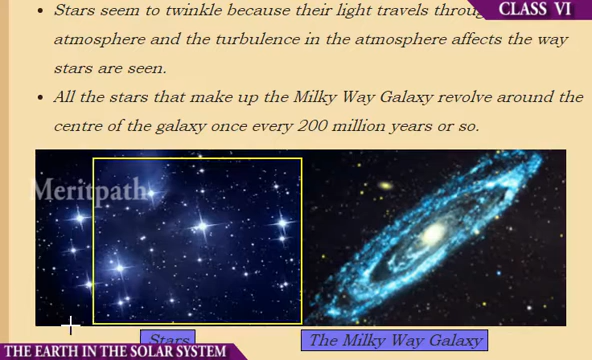 CLASS VI
• Stars seem to twinkle because their light travels
atmosphere and the turbulence in the atmosphere affects the way
stars are seen.
• All the stars that make up the Milky Way Galaxy revolve around the
centre of the galaxy once every 200 million years or so.
Meritpath
Stars
The Milky Way Galaxy
THE EARTH IN THE SOLAR SYSTEM